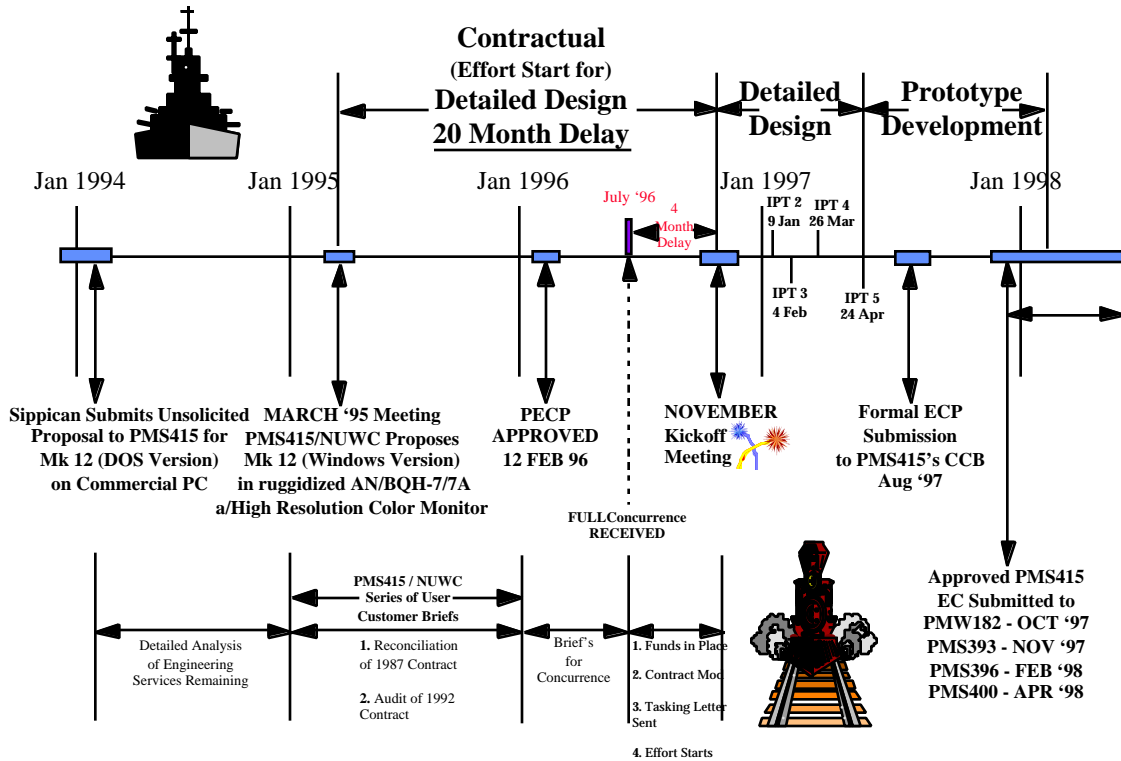 Contractual
(Effort Start for)
Detailed Design
20 Month Delay
Detailed
Design
Prototype
Development
Jan 1994
Jan 1995
Jan 1996
Jan 1997
Jan 1998
July ‘96
4
Month
Delay
IPT 2
9 Jan
IPT 4
26 Mar
IPT 3
4 Feb
IPT 5
24 Apr
Sippican Submits Unsolicited
Proposal to PMS415 for
Mk 12 (DOS Version)
on Commercial PC
MARCH ‘95 Meeting
PMS415/NUWC Proposes
Mk 12 (Windows Version)
in ruggidized AN/BQH-7/7A
a/High Resolution Color Monitor
PECP
APPROVED
12 FEB 96
FULLConcurrence
RECEIVED
NOVEMBER
Kickoff
Meeting
Formal ECP
Submission
to PMS415's CCB
Aug ‘97
Approved PMS415
EC Submitted to
PMW182 - OCT ‘97
PMS393 - NOV ‘97
PMS396 - FEB ‘98
PMS400 - APR ‘98
Detailed Analysis
of Engineering
Services Remaining
PMS415 / NUWC
Series of User
Customer Briefs
1. Reconciliation
of 1987 Contract
2. Audit of 1992
Contract
Brief's
for
Concurrence
1. Funds in Place
2. Contract Mod
3. Tasking Letter
Sent
4. Effort Starts